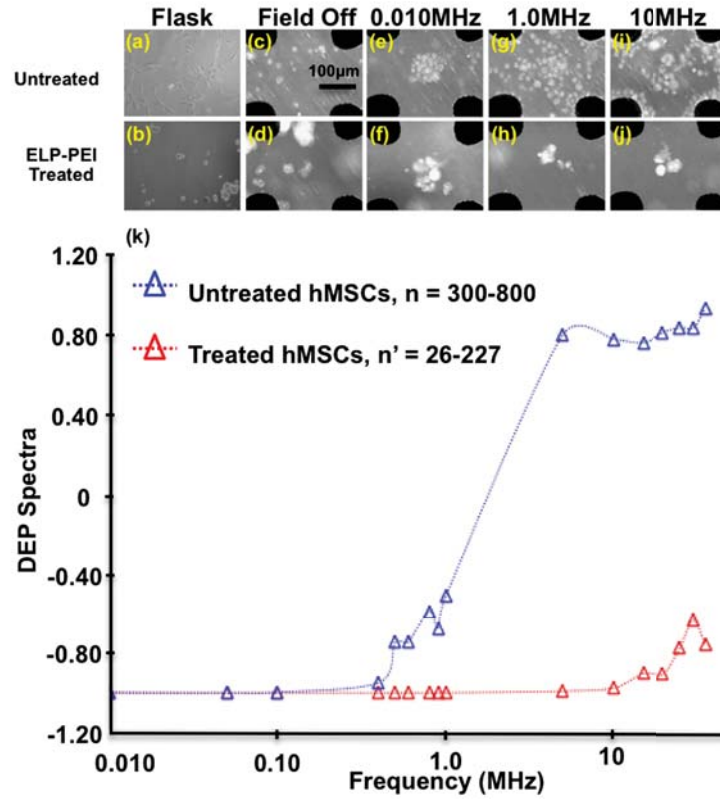 Flask Field Off 0.010MHz 1.0MHz 10MHz
Untreated
(a) (c) (e) (g) (i)
100μm
ELP-PEI
Treated
(b) (d) (f) (h) (j)
(k)
Untreated hMSCs, n = 300-800
Treated hMSCs, n' = 26-227
DEP Spectra
1.20
0.80
0.40
0
-0.40
-0.80
-1.20
0.010 0.10 1.0 10
Frequency (MHz)